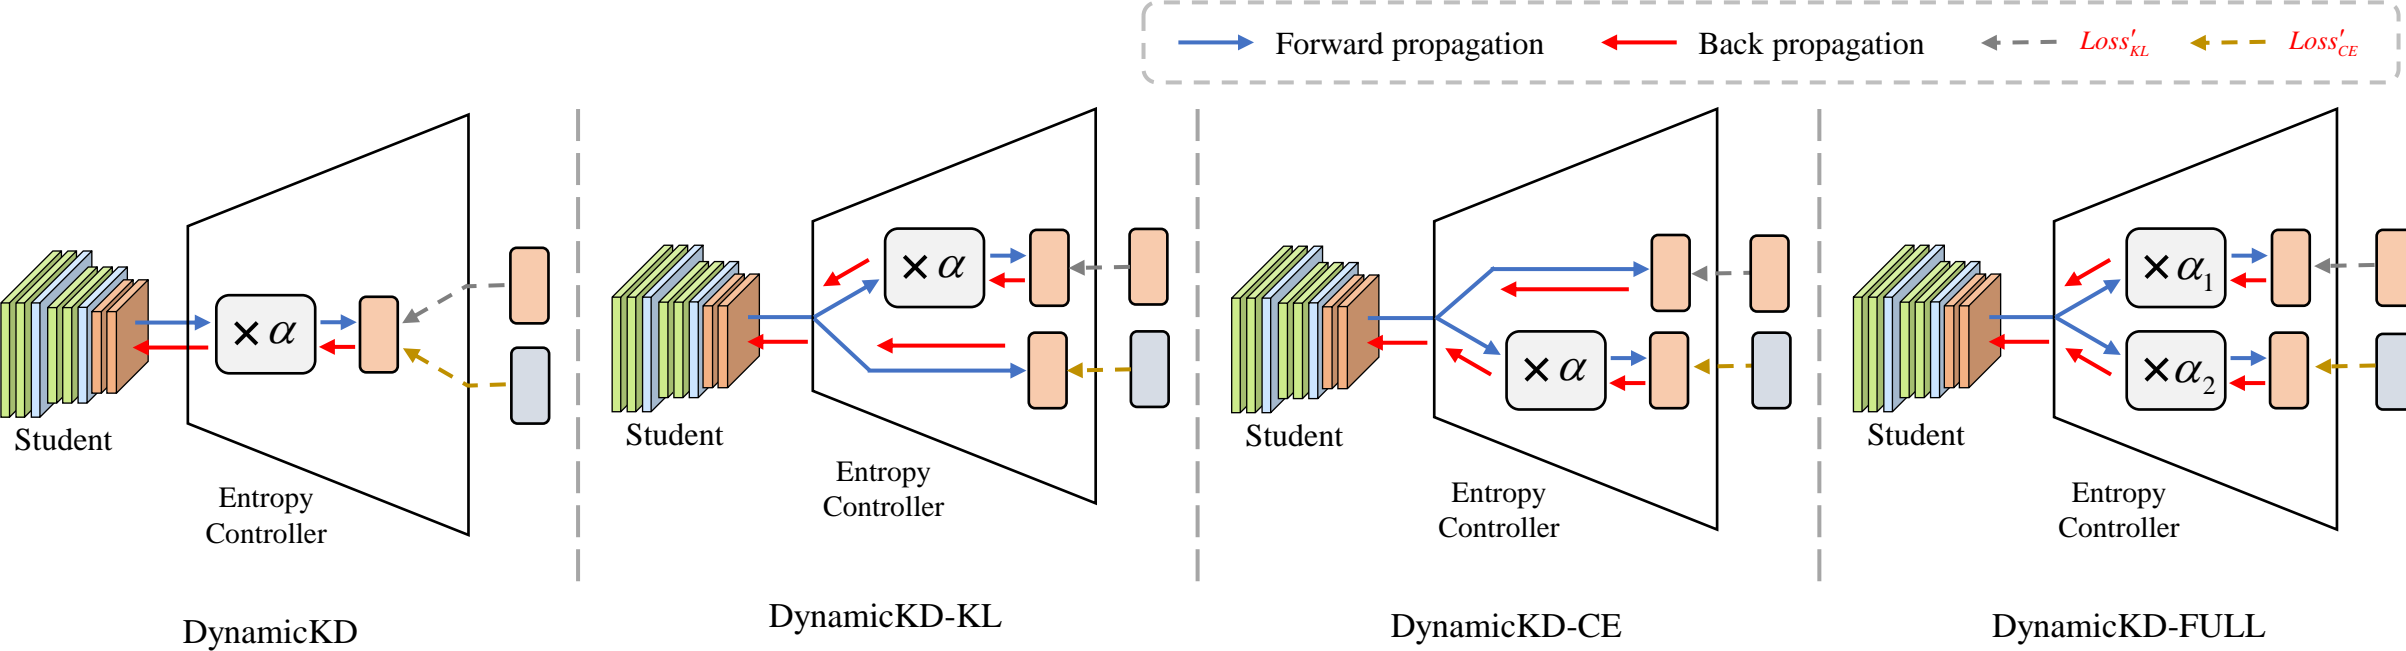 Forward propagation Back propagation Loss'KL Loss'CE
× α
Student
Entropy
Controller
DynamicKD
× α
Student
Entropy
Controller
DynamicKD-KL
× α
Student
Entropy
Controller
DynamicKD-CE
× α1
× α2
Student
Entropy
Controller
DynamicKD-FULL